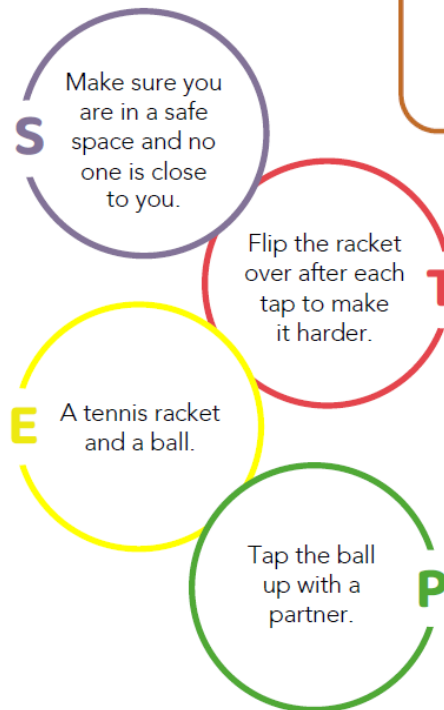 S
Make sure you
are in a safe
space and no
one is close
to you.
T
Flip the racket
over after each
tap to make
it harder.
E
A tennis racket
and a ball.
P
Tap the ball
up with a
partner.